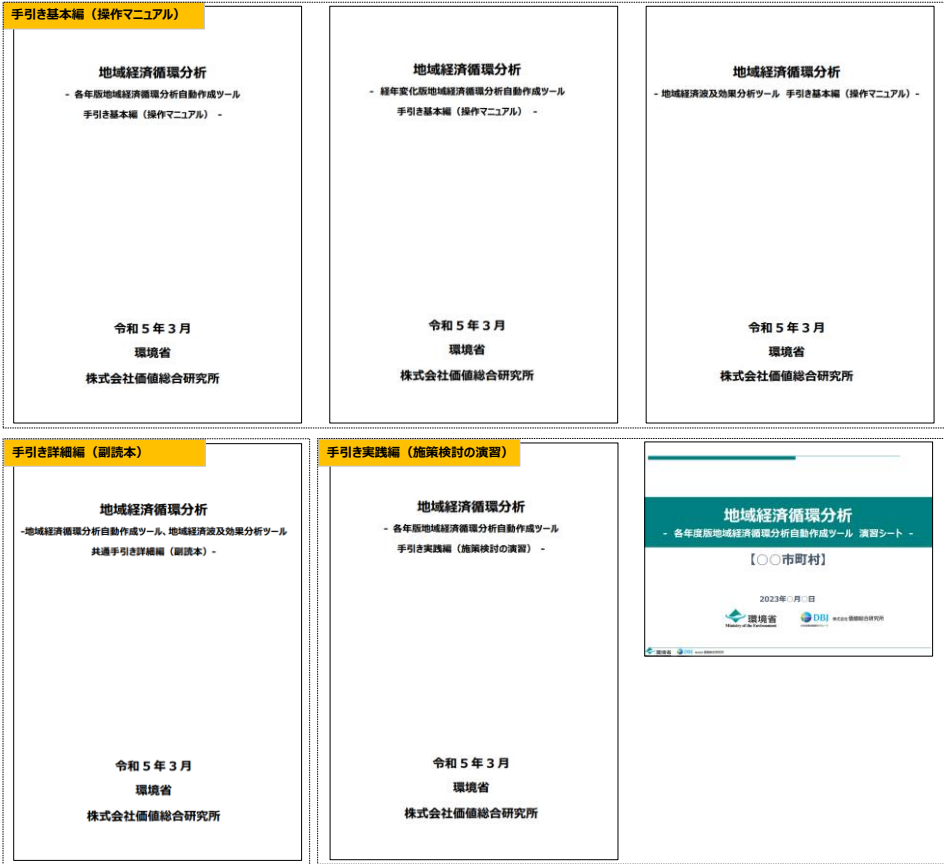 手引き基本編（操作マニュアル）
地域経済循環分析
- 各年版地域経済循環分析自動作成ツール
手引き基本編（操作マニュアル） -
令和５年３月
環境省
株式会社価値総合研究所
地域経済循環分析
- 経年変化版地域経済循環分析自動作成ツール
手引き基本編（操作マニュアル） -
令和５年３月
環境省
株式会社価値総合研究所
地域経済循環分析
- 地域経済波及効果分析ツール 手引き基本編（操作マニュアル）-
令和５年３月
環境省
株式会社価値総合研究所
手引き詳細編（副読本）
地域経済循環分析
-地域経済循環分析自動作成ツール、地域経済波及効果分析ツール
共通手引き詳細編（副読本）-
令和５年３月
環境省
株式会社価値総合研究所
手引き実践編（施策検討の演習）
地域経済循環分析
- 各年版地域経済循環分析自動作成ツール
手引き実践編（施策検討の演習） -
令和５年３月
環境省
株式会社価値総合研究所
地域経済循環分析
- 各年度版地域経済循環分析自動作成ツール 演習シート -
【○○市町村】
2023年○月○日
環境省
Ministry of the Environment
DBJ 株式会社価値総合研究所
環境省 DBJ